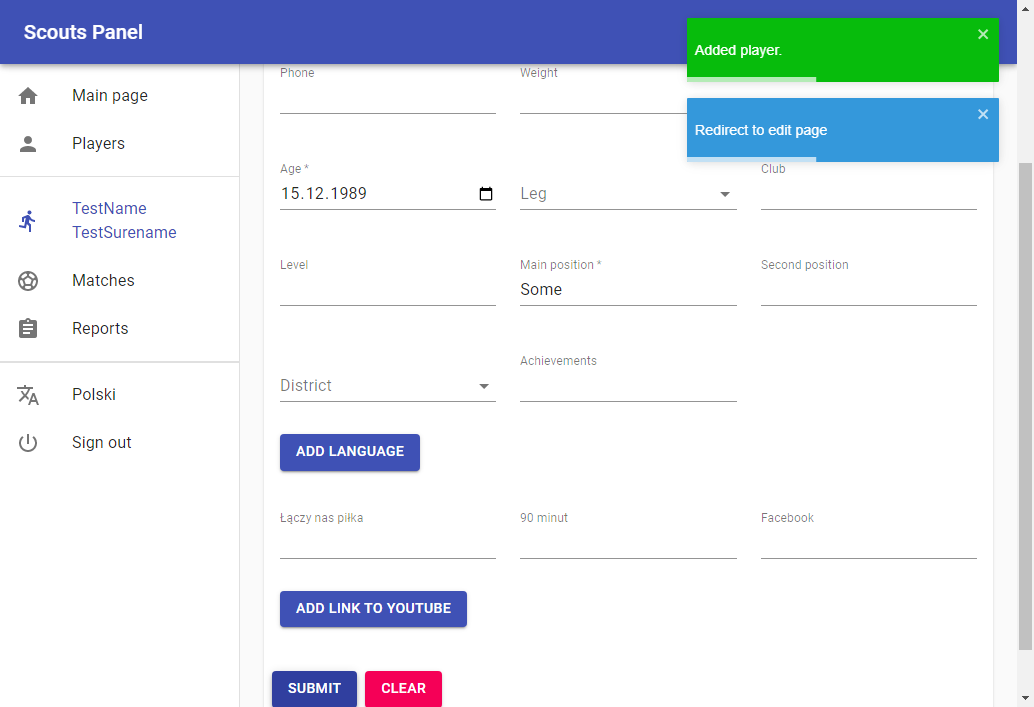 Scouts Panel
Added player.
Redirect to edit page
Main page
Players
TestName
TestSurename
Matches
Reports
Polski
Sign out
Phone
Weight
Age *
15.12.1989
Leg
Club
Level
Main position *
Some
Second position
District
Achievements
ADD LANGUAGE
Łączy nas piłka
90 minut
Facebook
ADD LINK TO YOUTUBE
SUBMIT
CLEAR